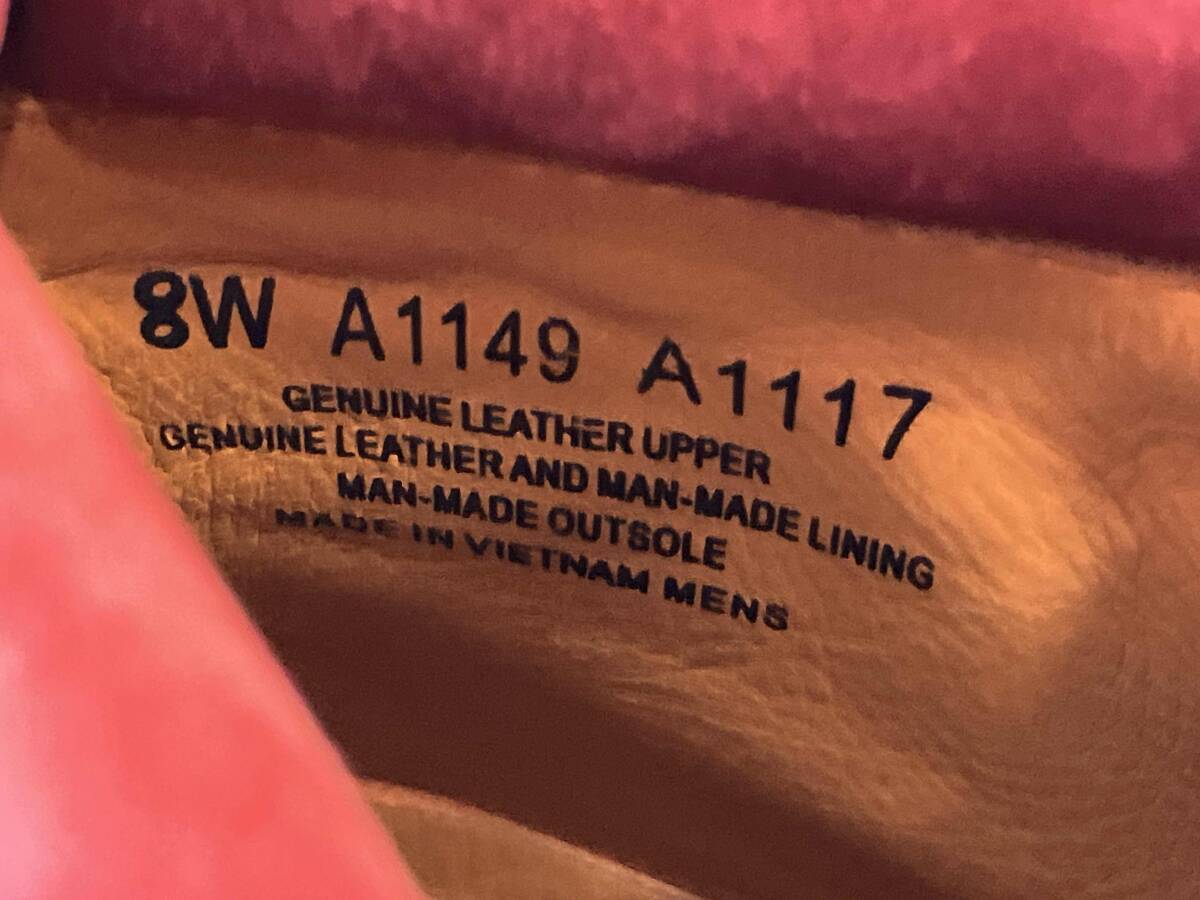 8W A1149 A1117
GENUINE LEATHER UPPER
GENUINE LEATHER AND MAN-MADE LINING
MAN-MADE OUTSOLE
MADE IN VIETNAM MENS